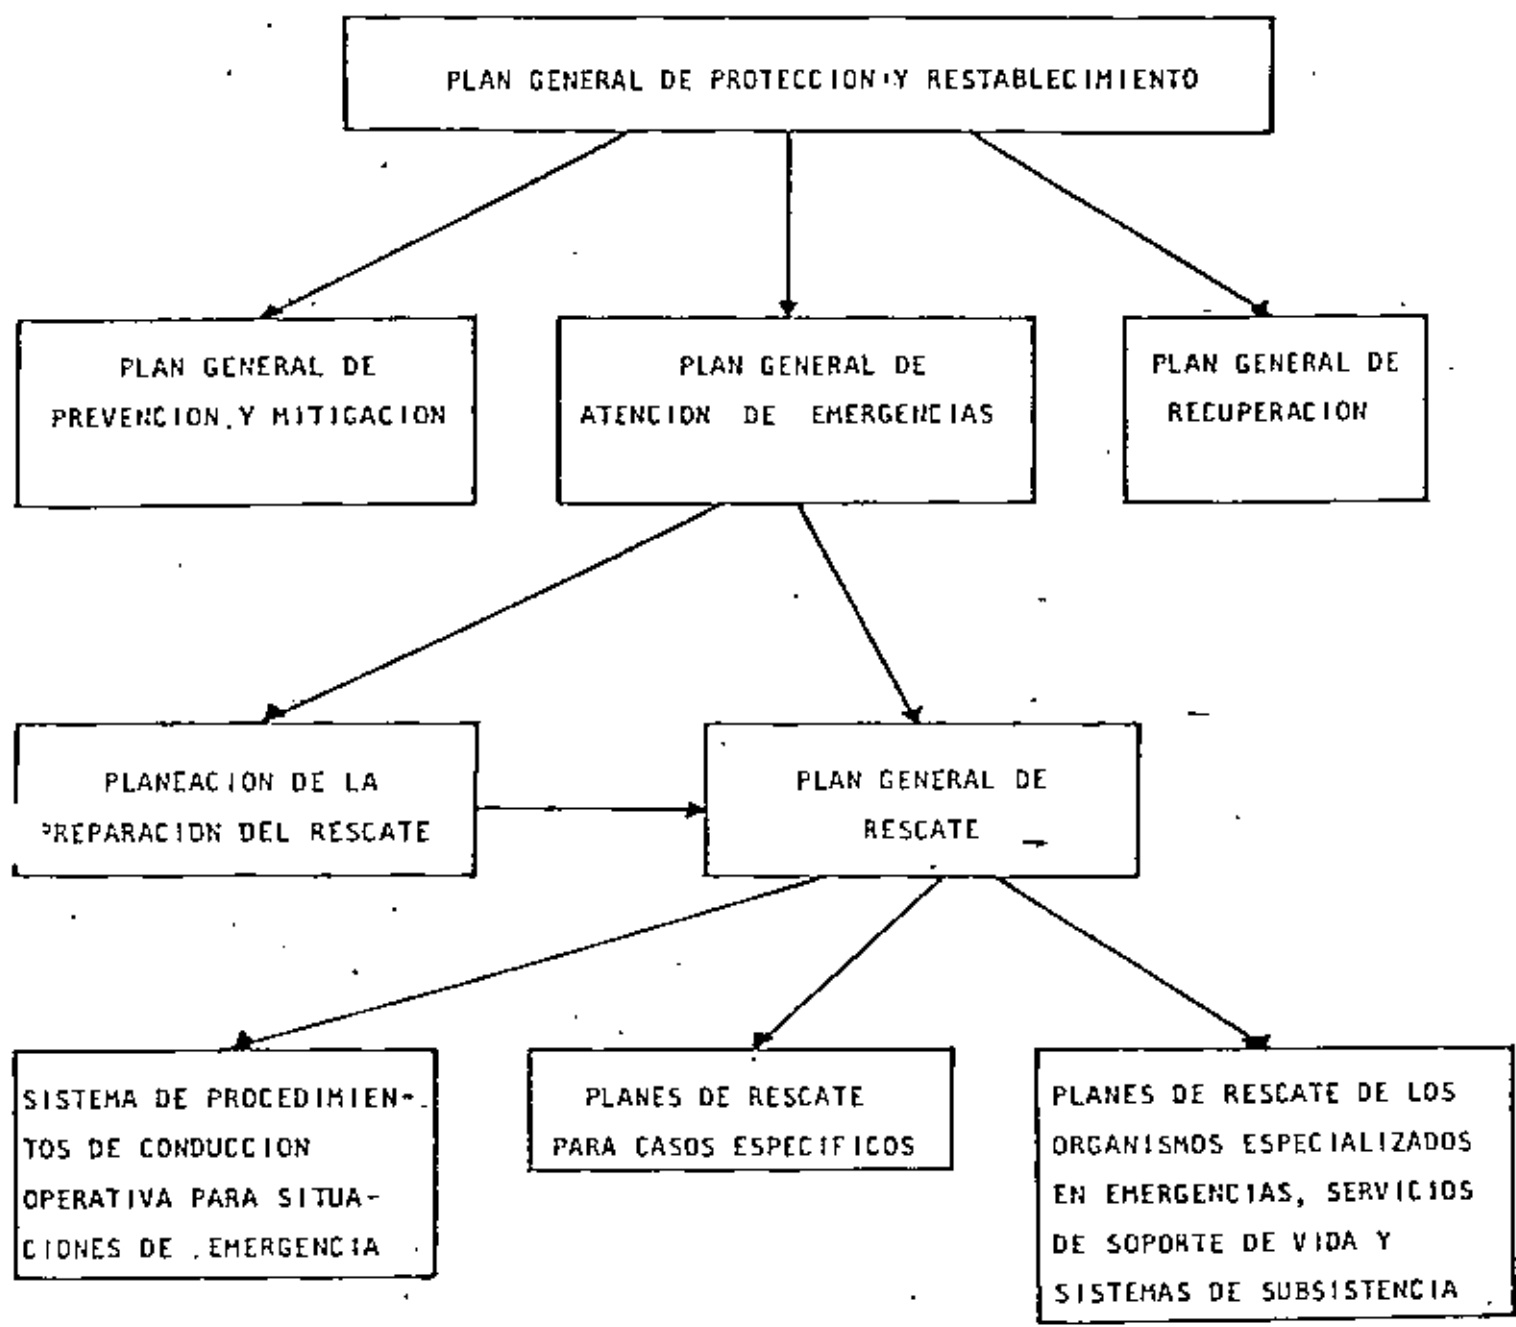 PLAN GENERAL DE PROTECCION Y RESTABLECIMIENTO
PLAN GENERAL DE
PREVENCION Y MITIGACION
PLAN GENERAL DE
ATENCION DE EMERGENCIAS
PLAN GENERAL DE
RECUPERACION
PLANEACION DE LA
PREPARACION DEL RESCATE
PLAN GENERAL DE
RESCATE
SISTEMA DE PROCEDIMIEN-
TOS DE CONDUCCION
OPERATIVA PARA SITUA-
CIONES DE EMERGENCIA
PLANES DE RESCATE
PARA CASOS ESPECIFICOS
PLANES DE RESCATE DE LOS
ORGANISMOS ESPECIALIZADOS
EN EMERGENCIAS, SERVICIOS
DE SOPORTE DE VIDA Y
SISTEMAS DE SUBSISTENCIA